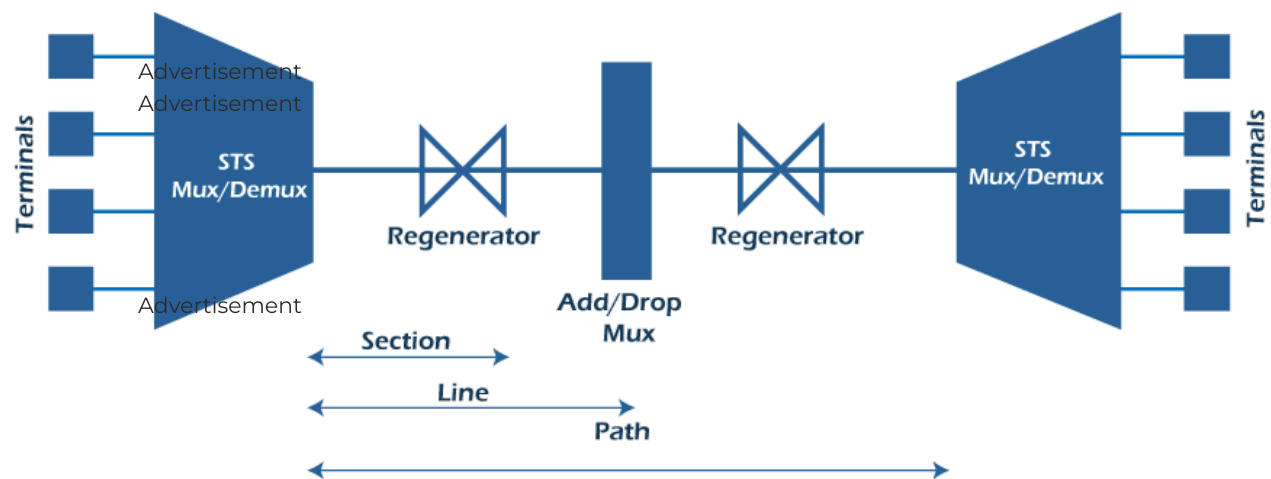 Advertisement
Advertisement
Terminals
STS
Mux/Demux
STS
Mux/Demux
Terminals
Regenerator
Regenerator
Advertisement
Add/Drop
Mux
Section
Line
Path